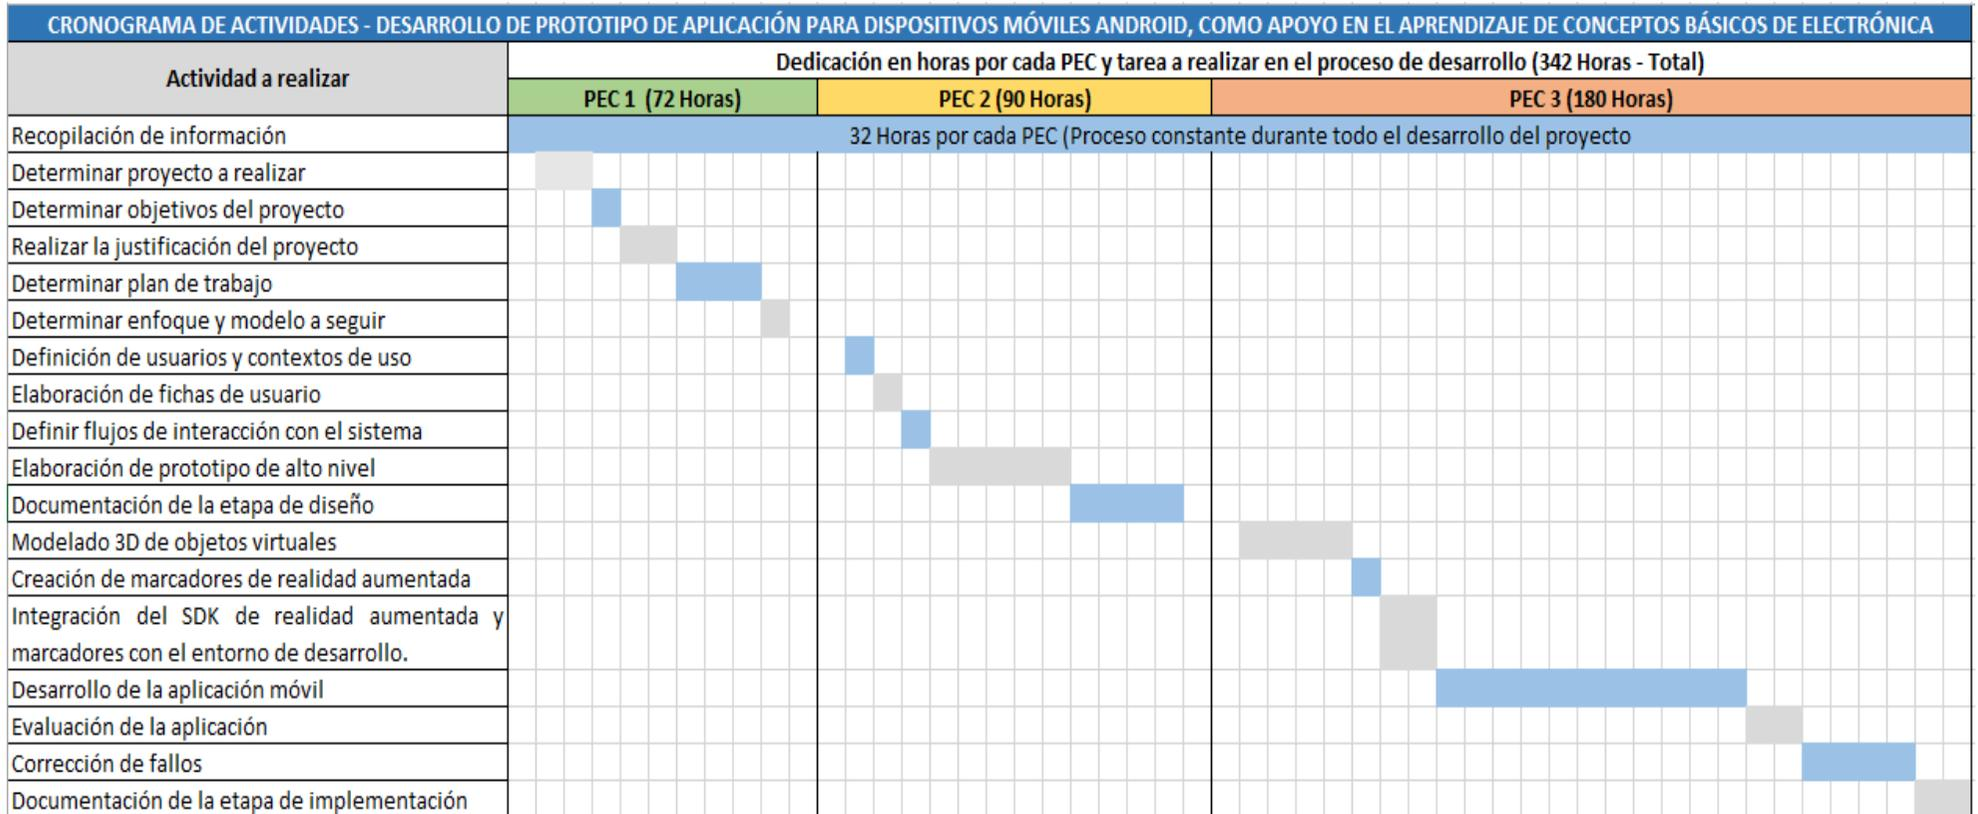 CRONOGRAMA DE ACTIVIDADES - DESARROLLO DE PROTOTIPO DE APLICACIÓN PARA DISPOSITIVOS MÓVILES ANDROID, COMO APOYO EN EL APRENDIZAJE DE CONCEPTOS BÁSICOS DE ELECTRÓNICA
Actividad a realizar
Dedicación en horas por cada PEC y tarea a realizar en el proceso de desarrollo (342 Horas - Total)
PEC 1 (72 Horas)
PEC 2 (90 Horas)
PEC 3 (180 Horas)
Recopilación de información
32 Horas por cada PEC (Proceso constante durante todo el desarrollo del proyecto
Determinar proyecto a realizar
Determinar objetivos del proyecto
Realizar la justificación del proyecto
Determinar plan de trabajo
Determinar enfoque y modelo a seguir
Definición de usuarios y contextos de uso
Elaboración de fichas de usuario
Definir flujos de interacción con el sistema
Elaboración de prototipo de alto nivel
Documentación de la etapa de diseño
Modelado 3D de objetos virtuales
Creación de marcadores de realidad aumentada
Integración del SDK de realidad aumentada y
marcadores con el entorno de desarrollo.
Desarrollo de la aplicación móvil
Evaluación de la aplicación
Corrección de fallos
Documentación de la etapa de implementación